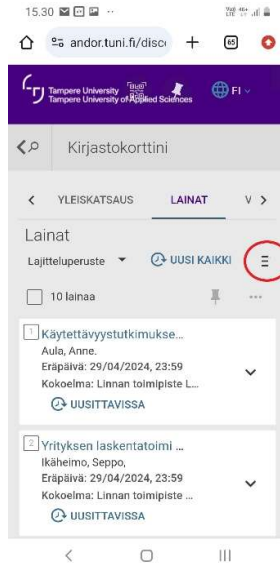 15.30
andor.tuni.fi/disco
65
Tampere University
Tampere University of Applied Sciences
FI
Kirjastokorttini
YLEISKATSAUS
LAINAT
V
Lainat
Lajitteluperuste
UUSI KAIKKI
10 lainaa
1
Käytettävyystutkimukse...
Aula, Anne.
Eräpäivä: 29/04/2024, 23:59
Kokoelma: Linnan toimipiste L...
UUSITTAVISSA
2
Yrityksen laskentatoimi ...
Ikäheimo, Seppo,
Eräpäivä: 29/04/2024, 23:59
Kokoelma: Linnan toimipiste ...
UUSITTAVISSA